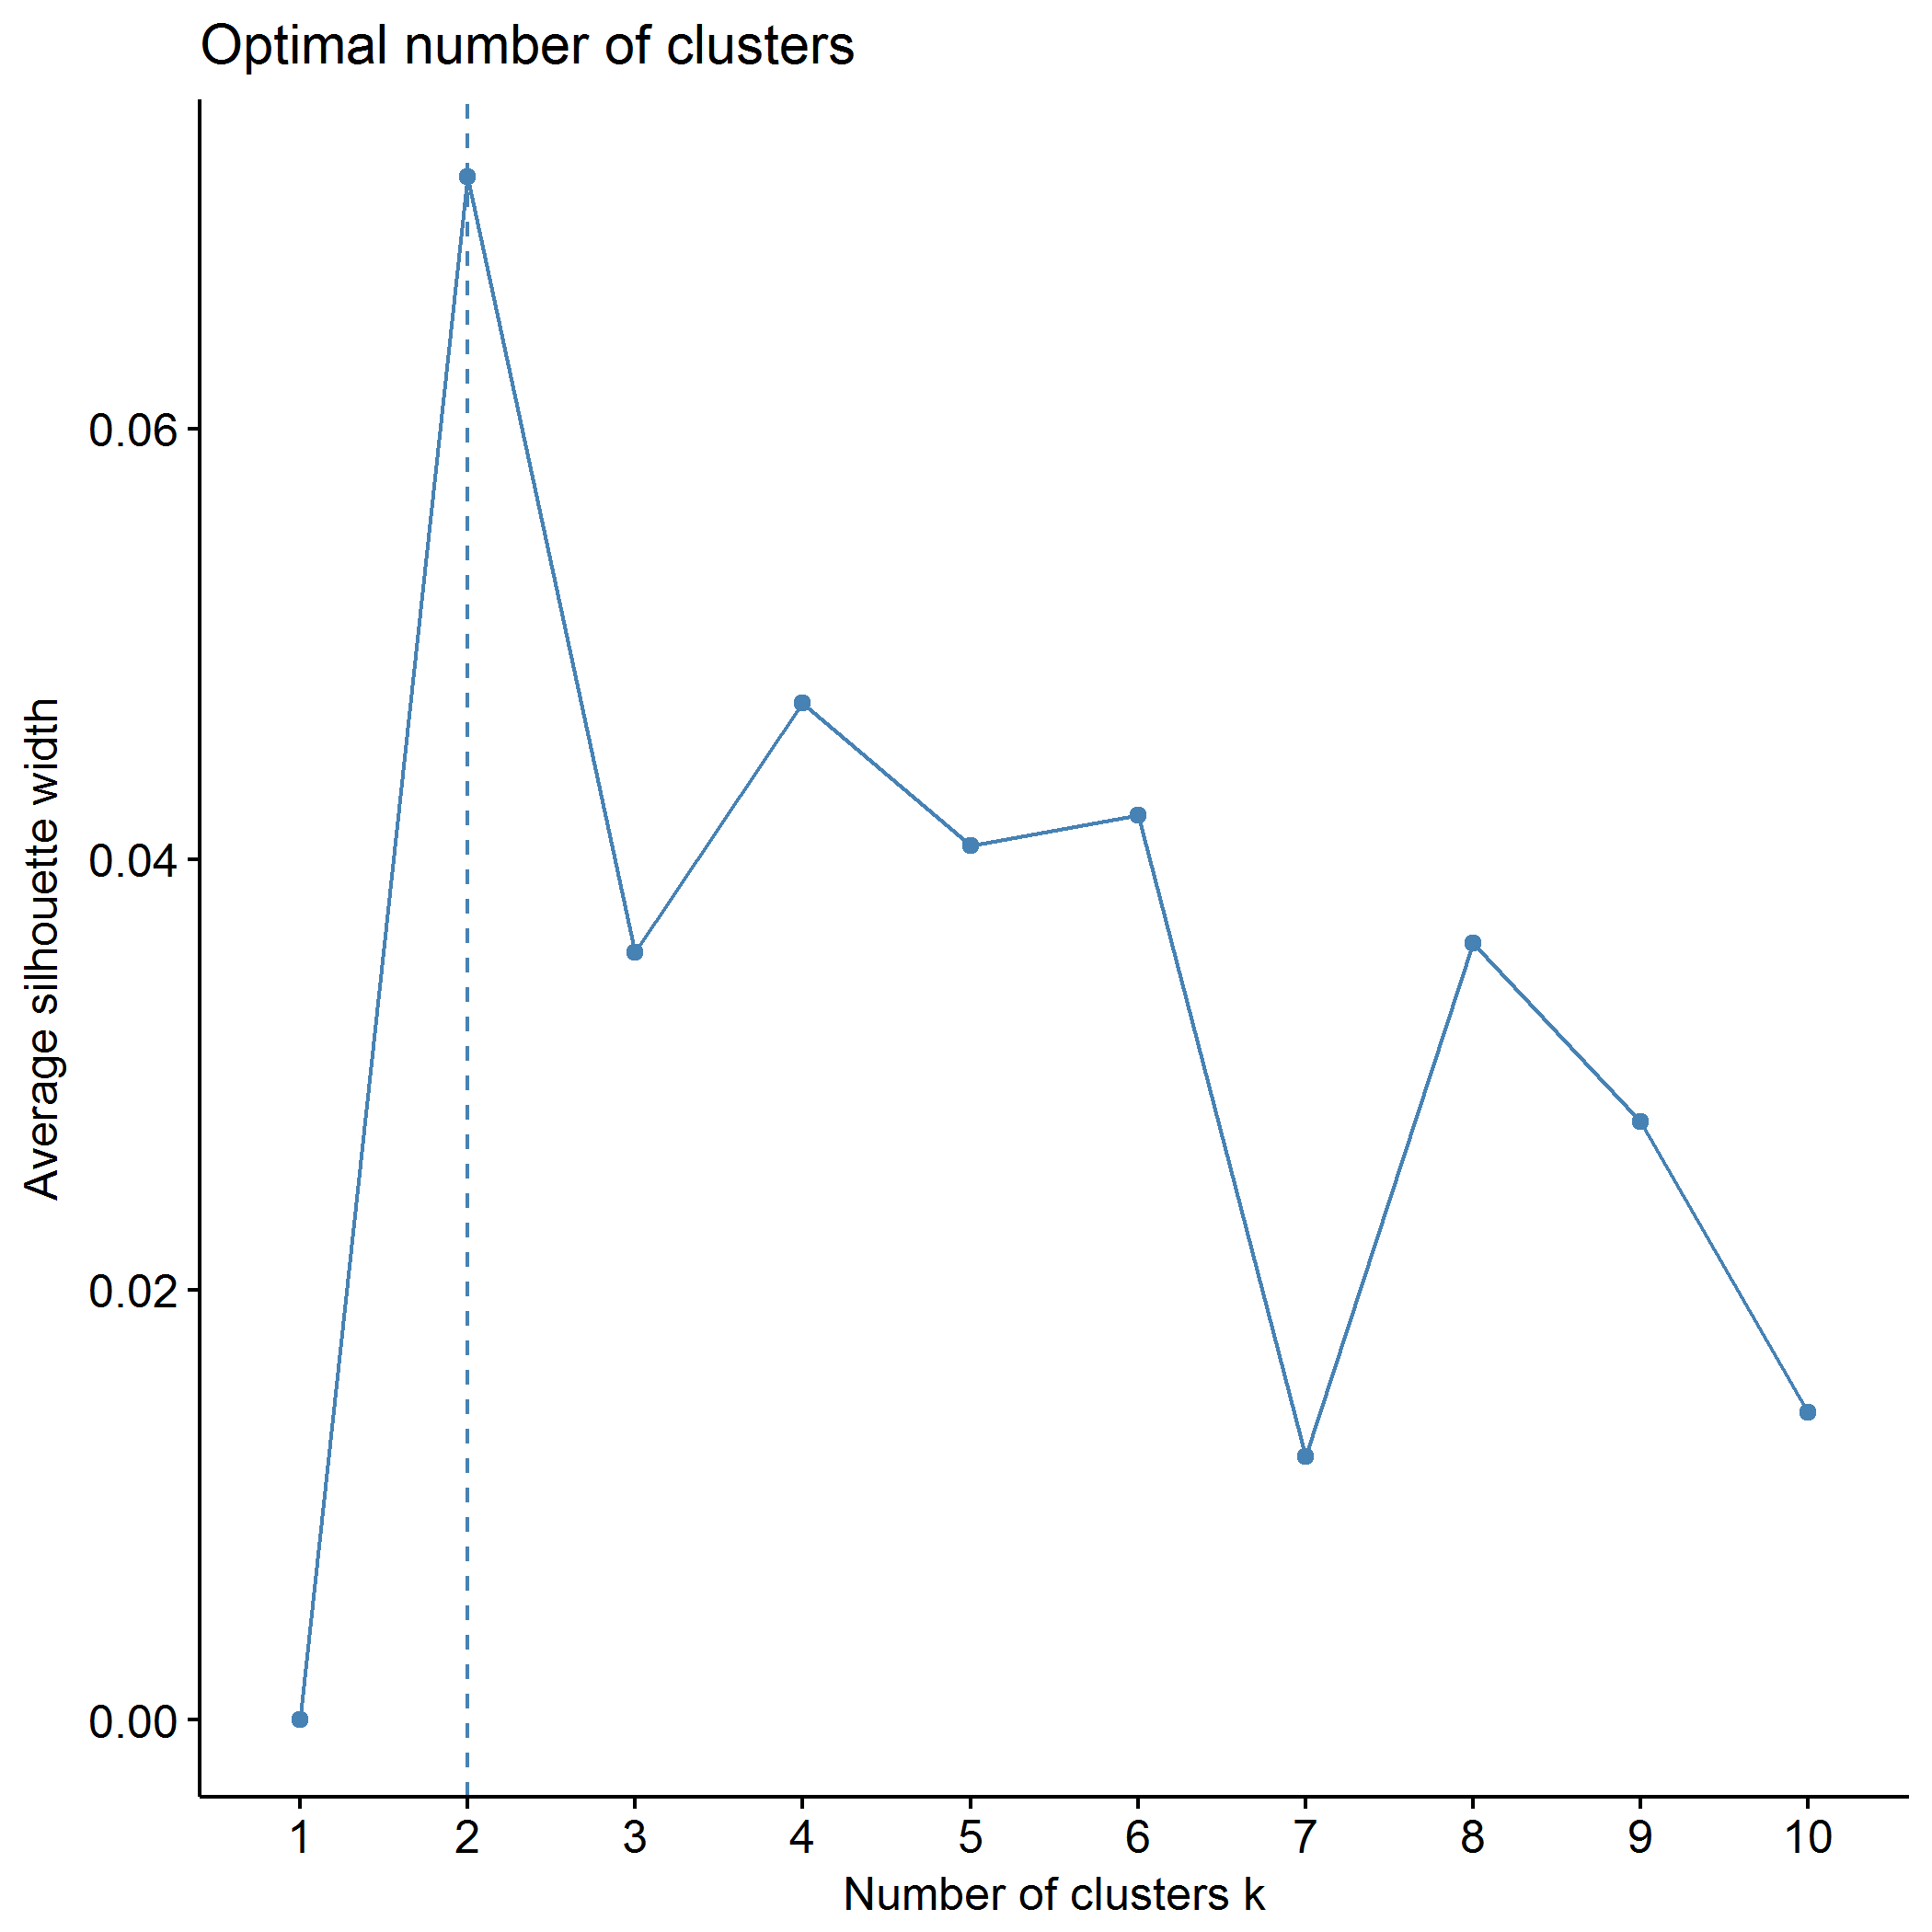 Optimal number of clusters
Average silhouette width
0.06
0.04
0.02
0.00
1 2 3 4 5 6 7 8 9 10
Number of clusters k